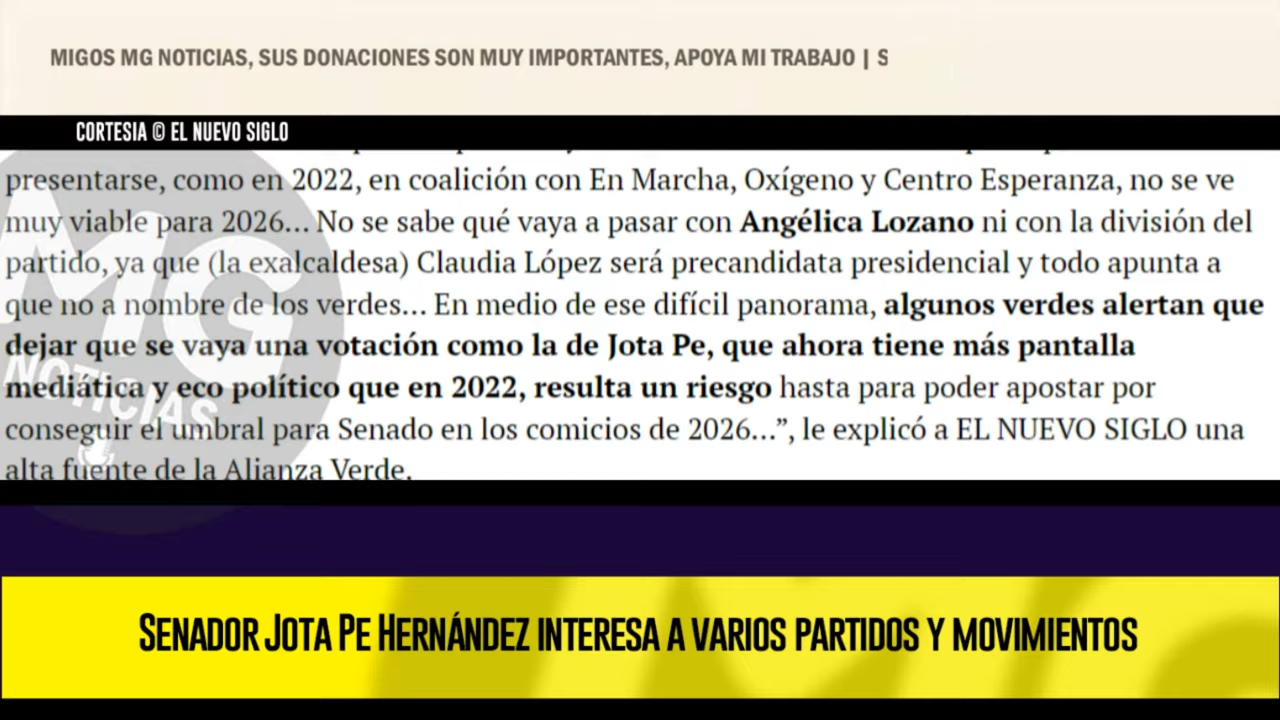 MIGOS MG NOTICIAS, SUS DONACIONES SON MUY IMPORTANTES, APOYA MI TRABAJO | S
CORTESIA © EL NUEVO SIGLO
presentarse, como en 2022, en coalición con En Marcha, Oxígeno y Centro Esperanza, no se ve
muy viable para 2026... No se sabe qué vaya a pasar con Angélica Lozano ni con la división del
partido, ya que (la exalcaldesa) Claudia López será precandidata presidencial y todo apunta a
que no a nombre de los verdes... En medio de ese difícil panorama, algunos verdes alertan que
dejar que se vaya una votación como la de Jota Pe, que ahora tiene más pantalla
mediática y eco político que en 2022, resulta un riesgo hasta para poder apostar por
conseguir el umbral para Senado en los comicios de 2026...”, le explicó a EL NUEVO SIGLO una
alta fuente de la Alianza Verde.
MG
NOTICIAS
SENADOR JOTA PE HERNÁNDEZ INTERESA A VARIOS PARTIDOS Y MOVIMIENTOS